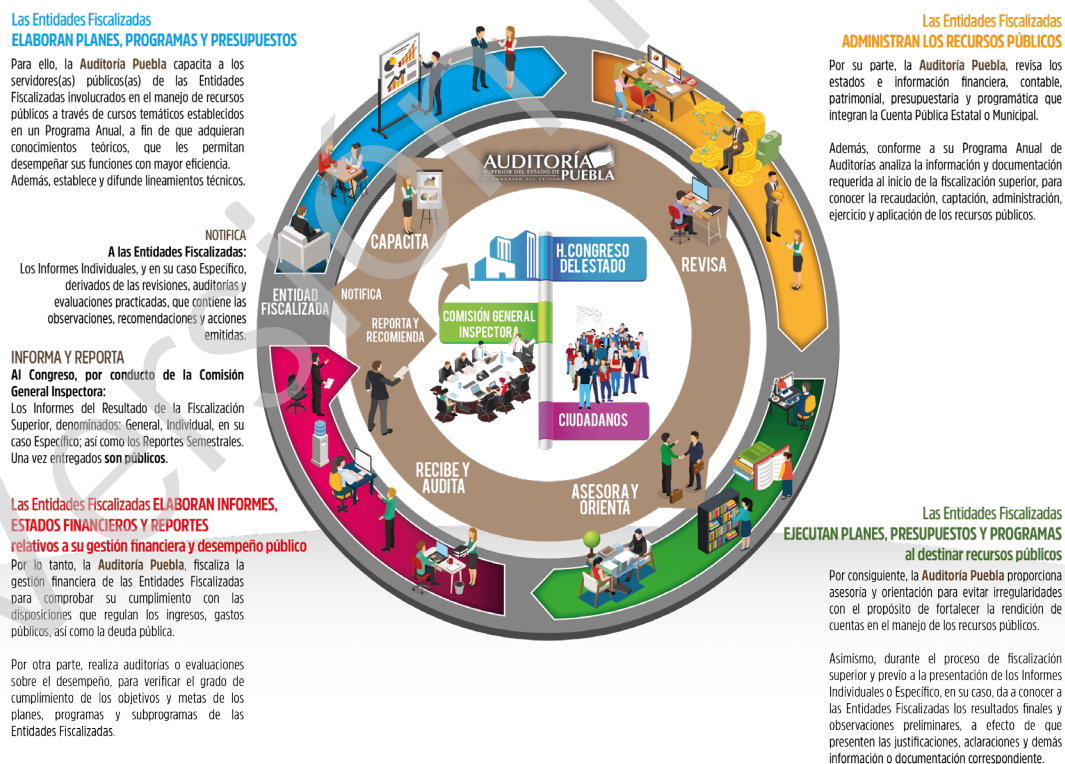 Las Entidades Fiscalizadas
ELABORAN PLANES, PROGRAMAS Y PRESUPUESTOS
Para ello, la Auditoría Puebla capacita a los
servidores(as) públicos(as) de las Entidades
Fiscalizadas involucrados en el manejo de recursos
públicos a través de cursos temáticos establecidos
en un Programa Anual, a fin de que adquieran
conocimientos teóricos, que les permitan
desempeñar sus funciones con mayor eficiencia.
Además, establece y difunde lineamientos técnicos.
NOTIFICA
A las Entidades Fiscalizadas:
Los Informes Individuales, y en su caso Específico,
derivados de las revisiones, auditorías y
evaluaciones practicadas, que contiene las
observaciones, recomendaciones y acciones
emitidas.
INFORMA Y REPORTA
Al Congreso, por conducto de la Comisión
General Inspectora:
Los Informes del Resultado de la Fiscalización
Superior, denominados: General, Individual, en su
caso Específico; así como los Reportes Semestrales.
Una vez entregados son públicos.
Las Entidades Fiscalizadas ELABORAN INFORMES,
ESTADOS FINANCIEROS Y REPORTES
relativos a su gestión financiera y desempeño público
Por lo tanto, la Auditoría Puebla, fiscaliza la
gestión financiera de las Entidades Fiscalizadas
para comprobar su cumplimiento con las
disposiciones que regulan los ingresos, gastos
públicos, así como la deuda pública.
Por otra parte, realiza auditorías o evaluaciones
sobre el desempeño, para verificar el grado de
cumplimiento de los objetivos y metas de los
planes, programas y subprogramas de las
Entidades Fiscalizadas.
AUDITORÍA
SUPERIOR DEL ESTADO DE PUEBLA
H. CONGRESO DEL ESTADO
CAPACITA
REVISA
H. CONGRESO
DEL ESTADO
ENTIDAD
FISCALIZADA
NOTIFICA
REPORTA Y
RECOMIENDA
COMISIÓN GENERAL
INSPECTORA
CIUDADANOS
RECIBE Y
AUDITA
ASESORA Y
ORIENTA
Las Entidades Fiscalizadas
ADMINISTRAN LOS RECURSOS PÚBLICOS
Por su parte, la Auditoría Puebla, revisa los
estados e información financiera, contable,
patrimonial, presupuestaria y programática que
integran la Cuenta Pública Estatal o Municipal.
Además, conforme a su Programa Anual de
Auditorías analiza la información y documentación
requerida al inicio de la fiscalización superior, para
conocer la recaudación, captación, administración,
ejercicio y aplicación de los recursos públicos.
Las Entidades Fiscalizadas
EJECUTAN PLANES, PRESUPUESTOS Y PROGRAMAS
al destinar recursos públicos
Por consiguiente, la Auditoría Puebla proporciona
asesoría y orientación para evitar irregularidades
con el propósito de fortalecer la rendición de
cuentas en el manejo de los recursos públicos.
Asimismo, durante el proceso de fiscalización
superior y previo a la presentación de los Informes
Individuales o Específico, en su caso, da a conocer a
las Entidades Fiscalizadas los resultados finales y
observaciones preliminares, a efecto de que
presenten las justificaciones, aclaraciones y demás
información o documentación correspondiente.